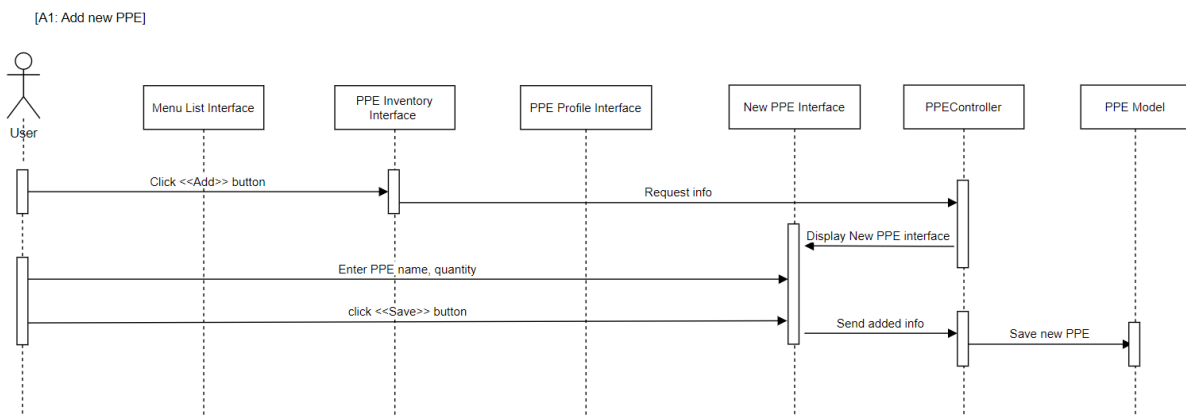 [A1: Add new PPE]
User
Menu List Interface
PPE Inventory
Interface
PPE Profile Interface
New PPE Interface
PPEController
PPE Model
Click <<Add>> button
Request info
Display New PPE interface
Enter PPE name, quantity
click <<Save>> button
Send added info
Save new PPE